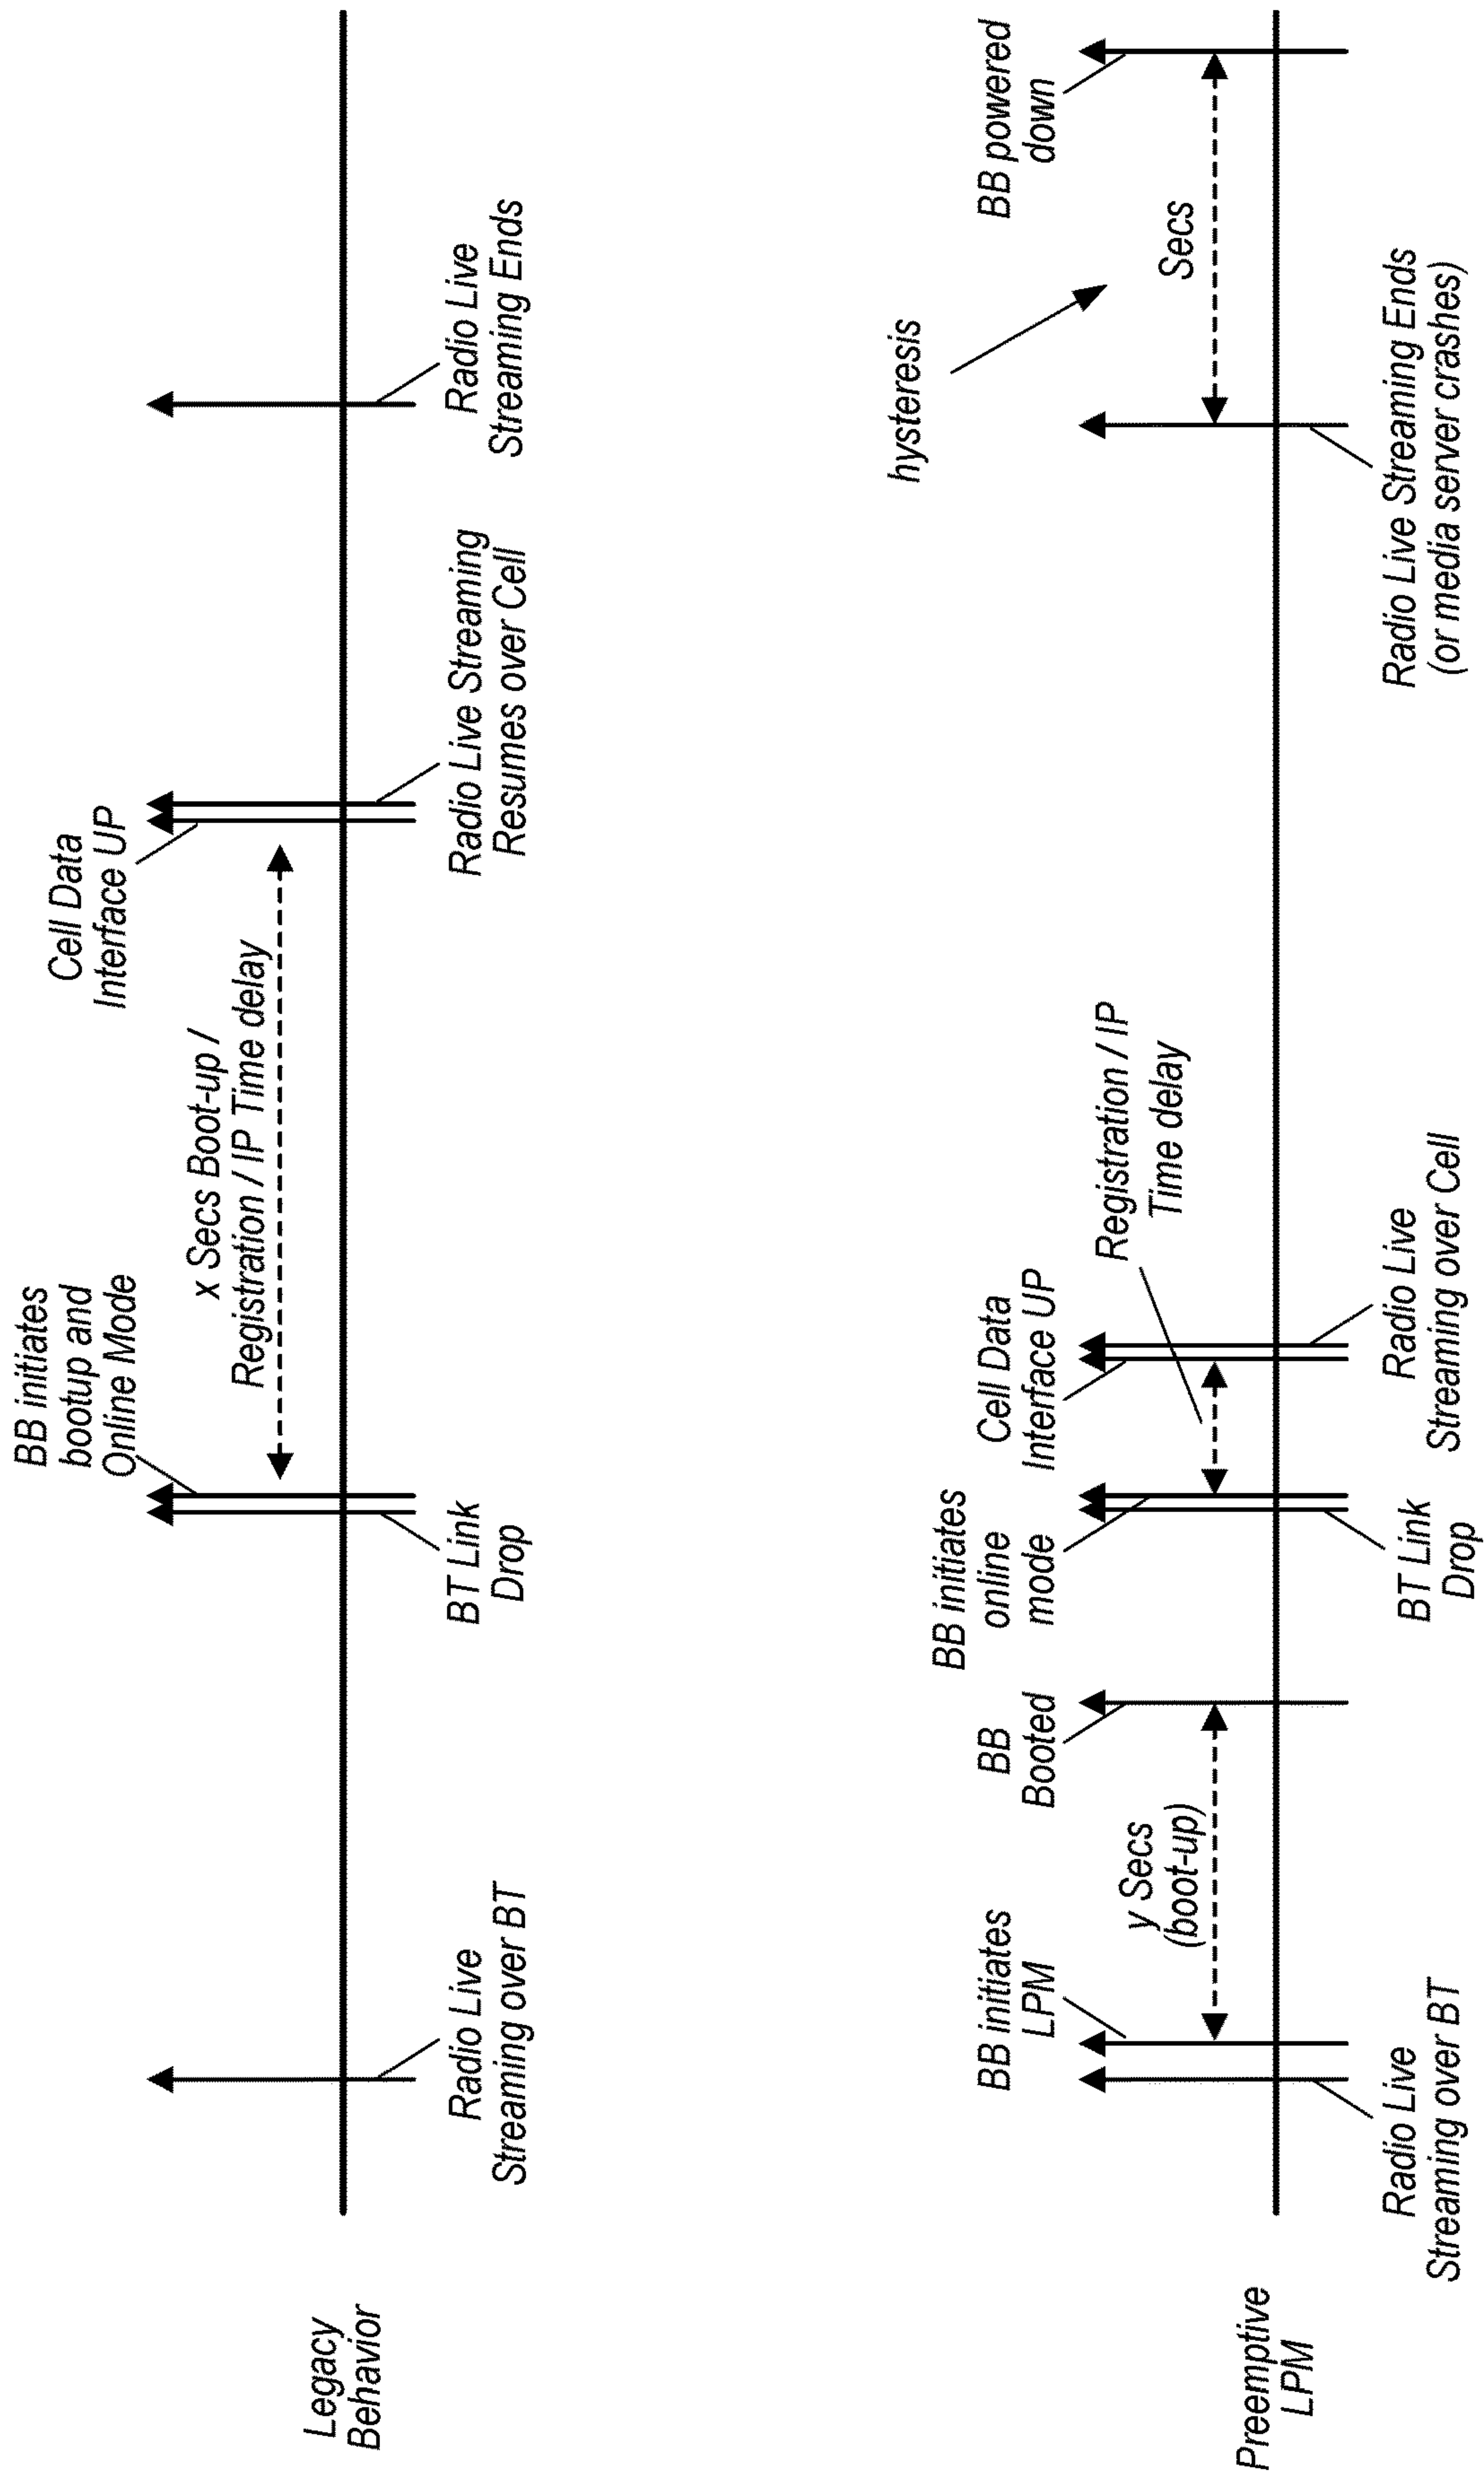 Legacy
Behavior
Radio Live
Streaming over BT
BB initiates
bootup and
Online Mode
BT Link
Drop
x Secs Boot-up /
Registration / IP Time delay
Cell Data
Interface UP
Radio Live Streaming
Resumes over Cell
Radio Live
Streaming Ends
Preemptive
LPM
Radio Live
Streaming over BT
BB initiates
LPM
y Secs
(boot-up)
BB
Booted
BB initiates
online
mode
BT Link
Drop
Cell Data
Interface UP
Registration / IP
Time delay
Radio Live
Streaming over Cell
hysteresis
Radio Live Streaming Ends
(or media server crashes)
Secs
BB powered
down